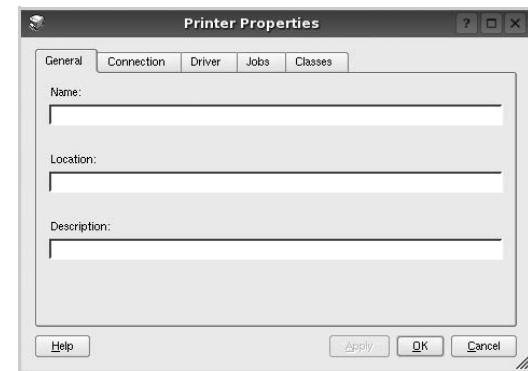 Printer Properties
General Connection Driver Jobs Classes
Name:
Location:
Description:
Help Apply OK Cancel